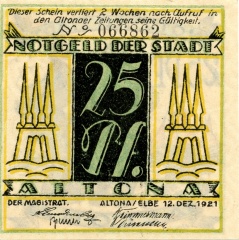 Dieser Schein verliert 2 Wochen nach Aufruf in
den Altonaer Zeitungen seine Gültigkeit.
No 066862
NOTGELD DER STADT
25
Pf.
ALTONA
DER MAGISTRAT. ALTONA/ELBE 12. DEZ. 1921